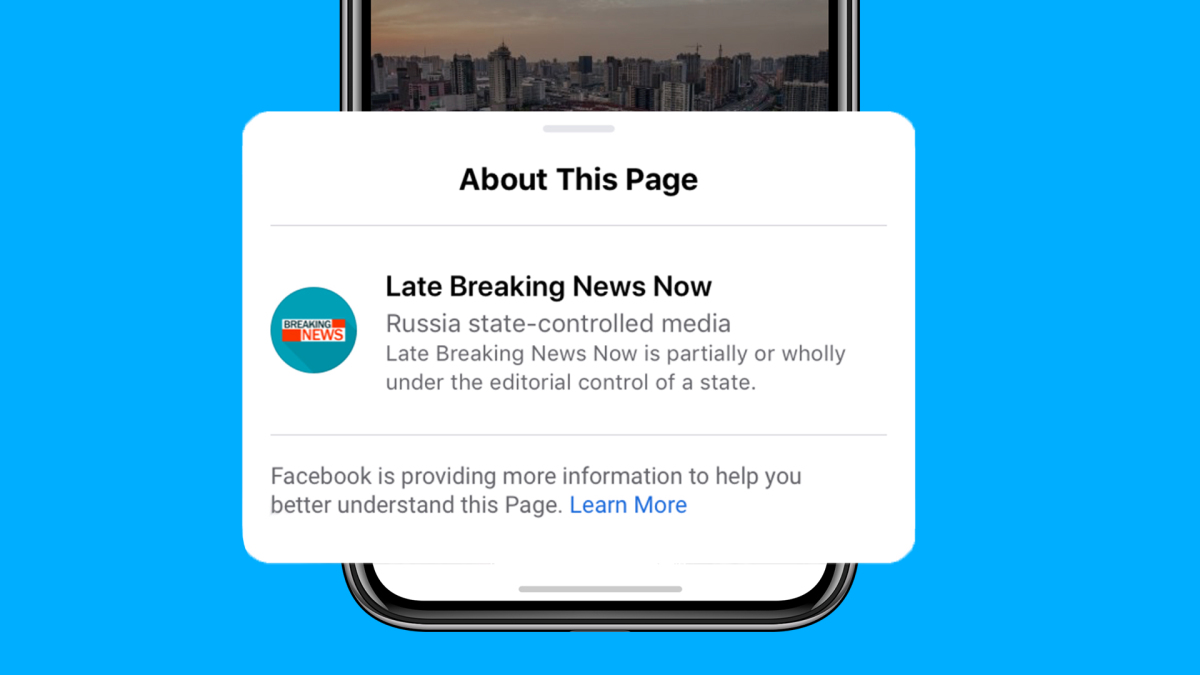 About This Page
Late Breaking News Now
BREAKING
NEWS
Russia state-controlled media
Late Breaking News Now is partially or wholly
under the editorial control of a state.
Facebook is providing more information to help you
better understand this Page. Learn More